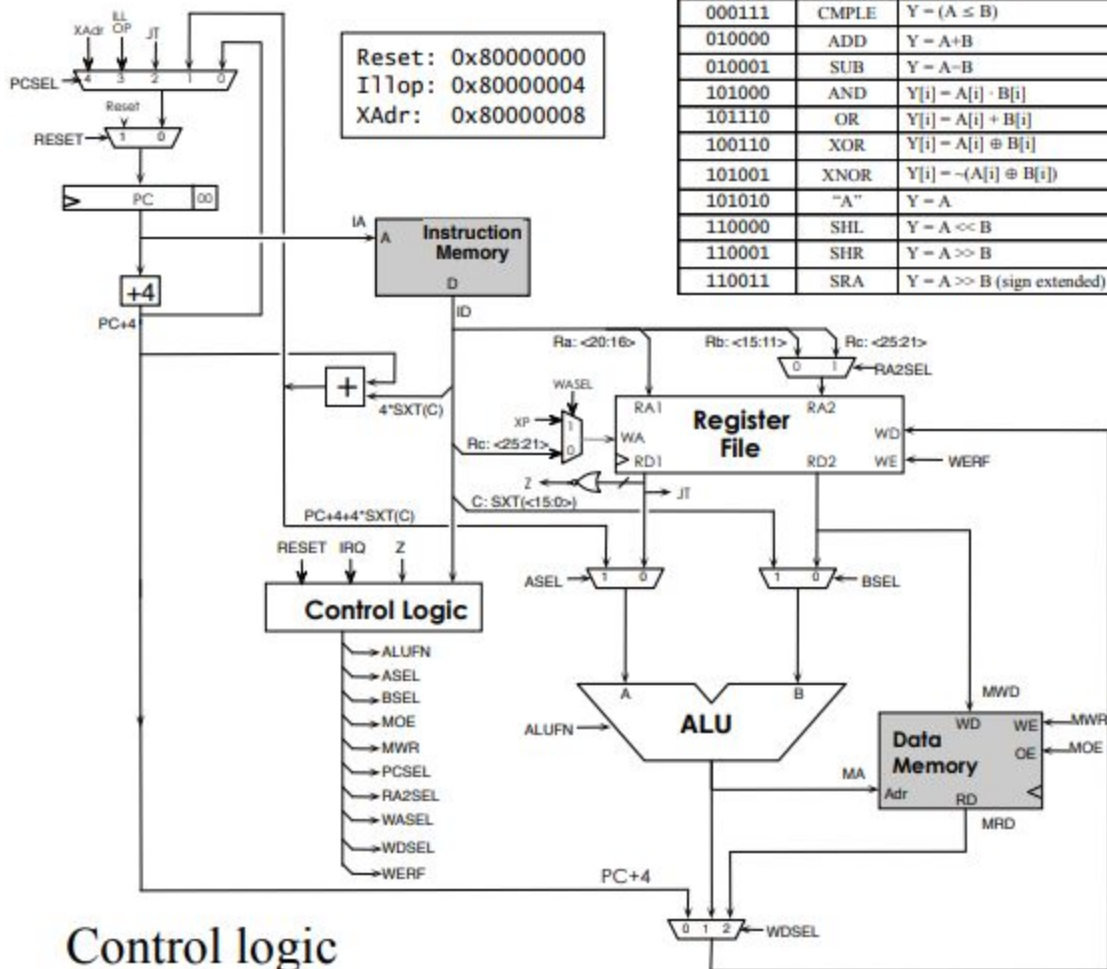 ILL
XAdr OP JT
PCSEL 4 3 2 1 0
Reset
RESET 1 0
PC 00
+4
PC+4
Reset: 0x80000000
Illop: 0x80000004
XAdr: 0x80000008
000111 CMPLE Y = (A ≤ B)
010000 ADD Y = A+B
010001 SUB Y = A−B
101000 AND Y[i] = A[i] · B[i]
101110 OR Y[i] = A[i] + B[i]
100110 XOR Y[i] = A[i] ⊕ B[i]
101001 XNOR Y[i] = ~(A[i] ⊕ B[i])
101010 "A" Y = A
110000 SHL Y = A << B
110001 SHR Y = A >> B
110011 SRA Y = A >> B (sign extended)
IA A Instruction
Memory
D
ID
Ra: <20:16> Rb: <15:11> Rc: <25:21>
0 1 RA2SEL
+
4*SXT(C)
WASEL
XP 1
Rc: <25:21> 0
RA1 RA2
Register
File
WA WD
RD1 RD2 WE WERF
Z JT
C: SXT(<15:0>)
PC+4+4*SXT(C)
RESET IRQ Z
Control Logic
ASEL 1 0
1 0 BSEL
ALUFN
ASEL
BSEL
MOE
MWR
PCSEL
RA2SEL
WASEL
WDSEL
WERF
A B
ALU
ALUFN
MWD
WD WE MWR
Data
Memory
OE MOE
MA Adr RD
MRD
PC+4
0 1 2 WDSEL
Control logic